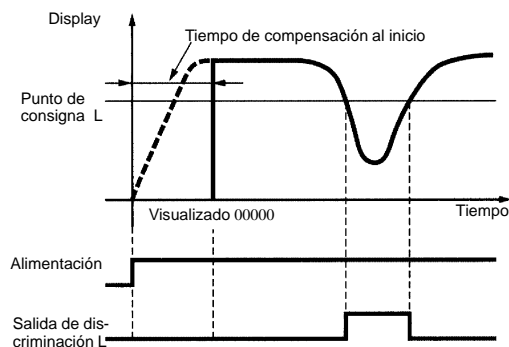 Display
Tiempo de compensación al inicio
Punto de
consigna L
Visualizado 00000
Tiempo
Alimentación
Salida de dis-
criminación L